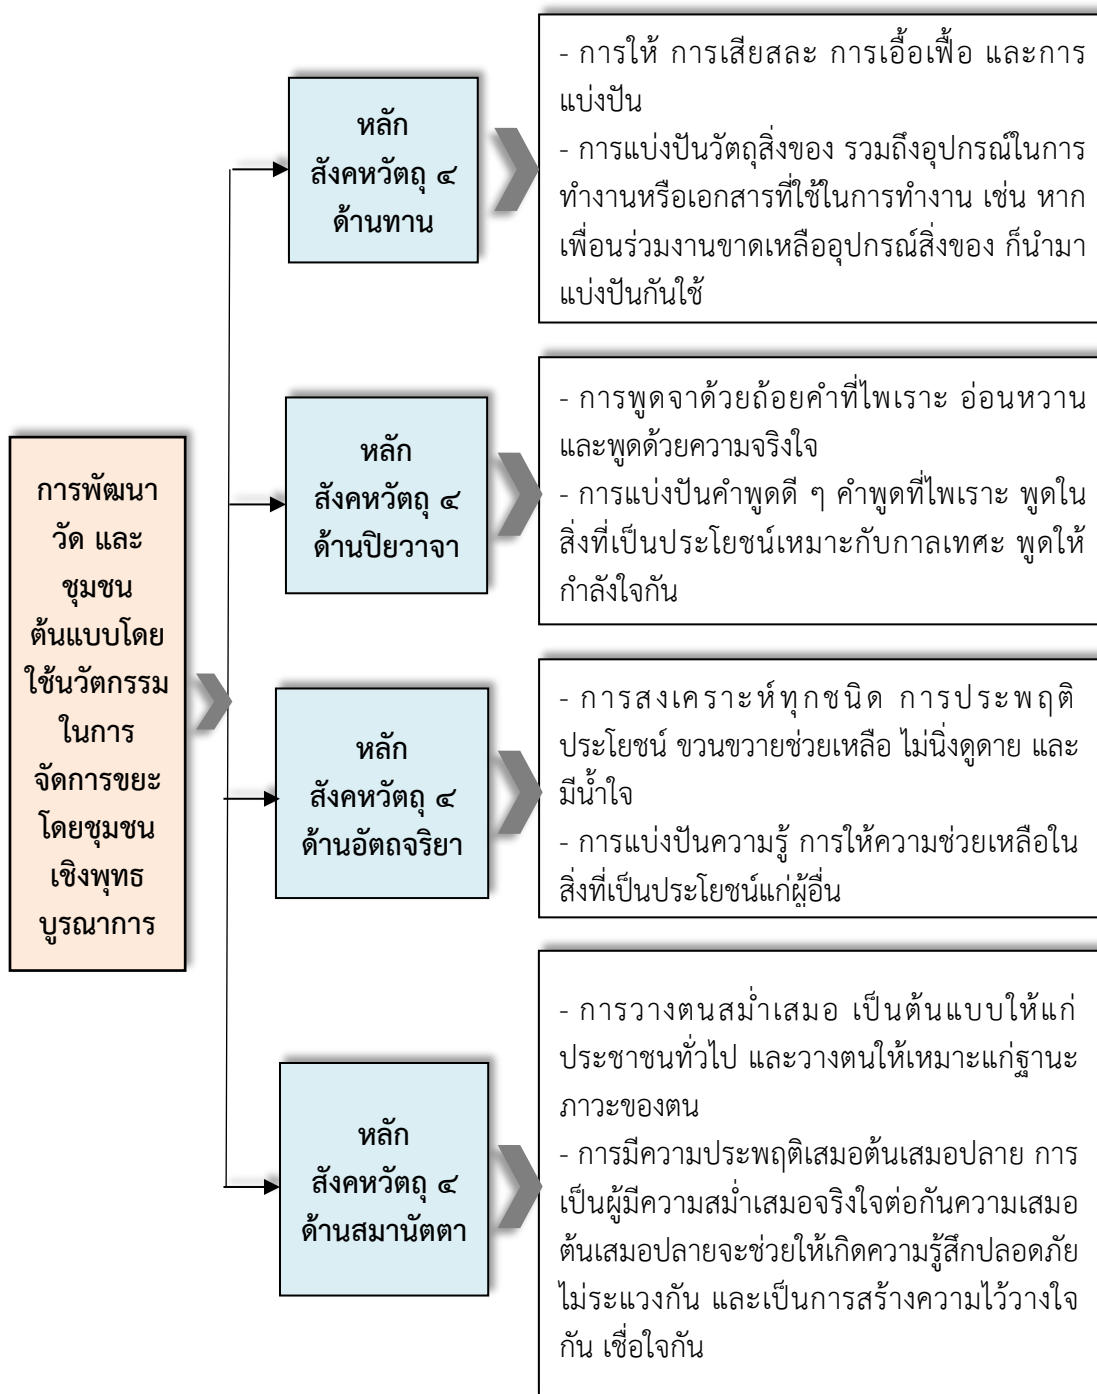 การพัฒนา
วัด และ
ชุมชน
ต้นแบบโดย
ใช้นวัตกรรม
ในการ
จัดการขยะ
โดยชุมชน
เชิงพุทธ
บูรณาการ
หลัก
สังคหวัตถุ ๔
ด้านทาน
- การให้ การเสียสละ การเอื้อเฟื้อ และการ
แบ่งปัน
- การแบ่งปันวัตถุสิ่งของ รวมถึงอุปกรณ์ในการ
ทำงานหรือเอกสารที่ใช้ในการทำงาน เช่น หาก
เพื่อนร่วมงานขาดเหลืออุปกรณ์สิ่งของ ก็นำมา
แบ่งปันกันใช้
หลัก
สังคหวัตถุ ๔
ด้านปิยวาจา
- การพูดจาด้วยถ้อยคำที่ไพเราะ อ่อนหวาน
และพูดด้วยความจริงใจ
- การแบ่งปันคำพูดดี ๆ คำพูดที่ไพเราะ พูดใน
สิ่งที่เป็นประโยชน์เหมาะกับกาลเทศะ พูดให้
กำลังใจกัน
หลัก
สังคหวัตถุ ๔
ด้านอัตถจริยา
- การสงเคราะห์ทุกชนิด การประพฤติ
ประโยชน์ ขวนขวายช่วยเหลือ ไม่นิ่งดูดาย และ
มีน้ำใจ
- การแบ่งปันความรู้ การให้ความช่วยเหลือใน
สิ่งที่เป็นประโยชน์แก่ผู้อื่น
หลัก
สังคหวัตถุ ๔
ด้านสมานัตตา
- การวางตนสม่ำเสมอ เป็นต้นแบบให้แก่
ประชาชนทั่วไป และวางตนให้เหมาะแก่ฐานะ
ภาวะของตน
- การมีความประพฤติเสมอต้นเสมอปลาย การ
เป็นผู้มีความสม่ำเสมอจริงใจต่อกันความเสมอ
ต้นเสมอปลายจะช่วยให้เกิดความรู้สึกปลอดภัย
ไม่ระแวงกัน และเป็นการสร้างความไว้วางใจ
กัน เชื่อใจกัน